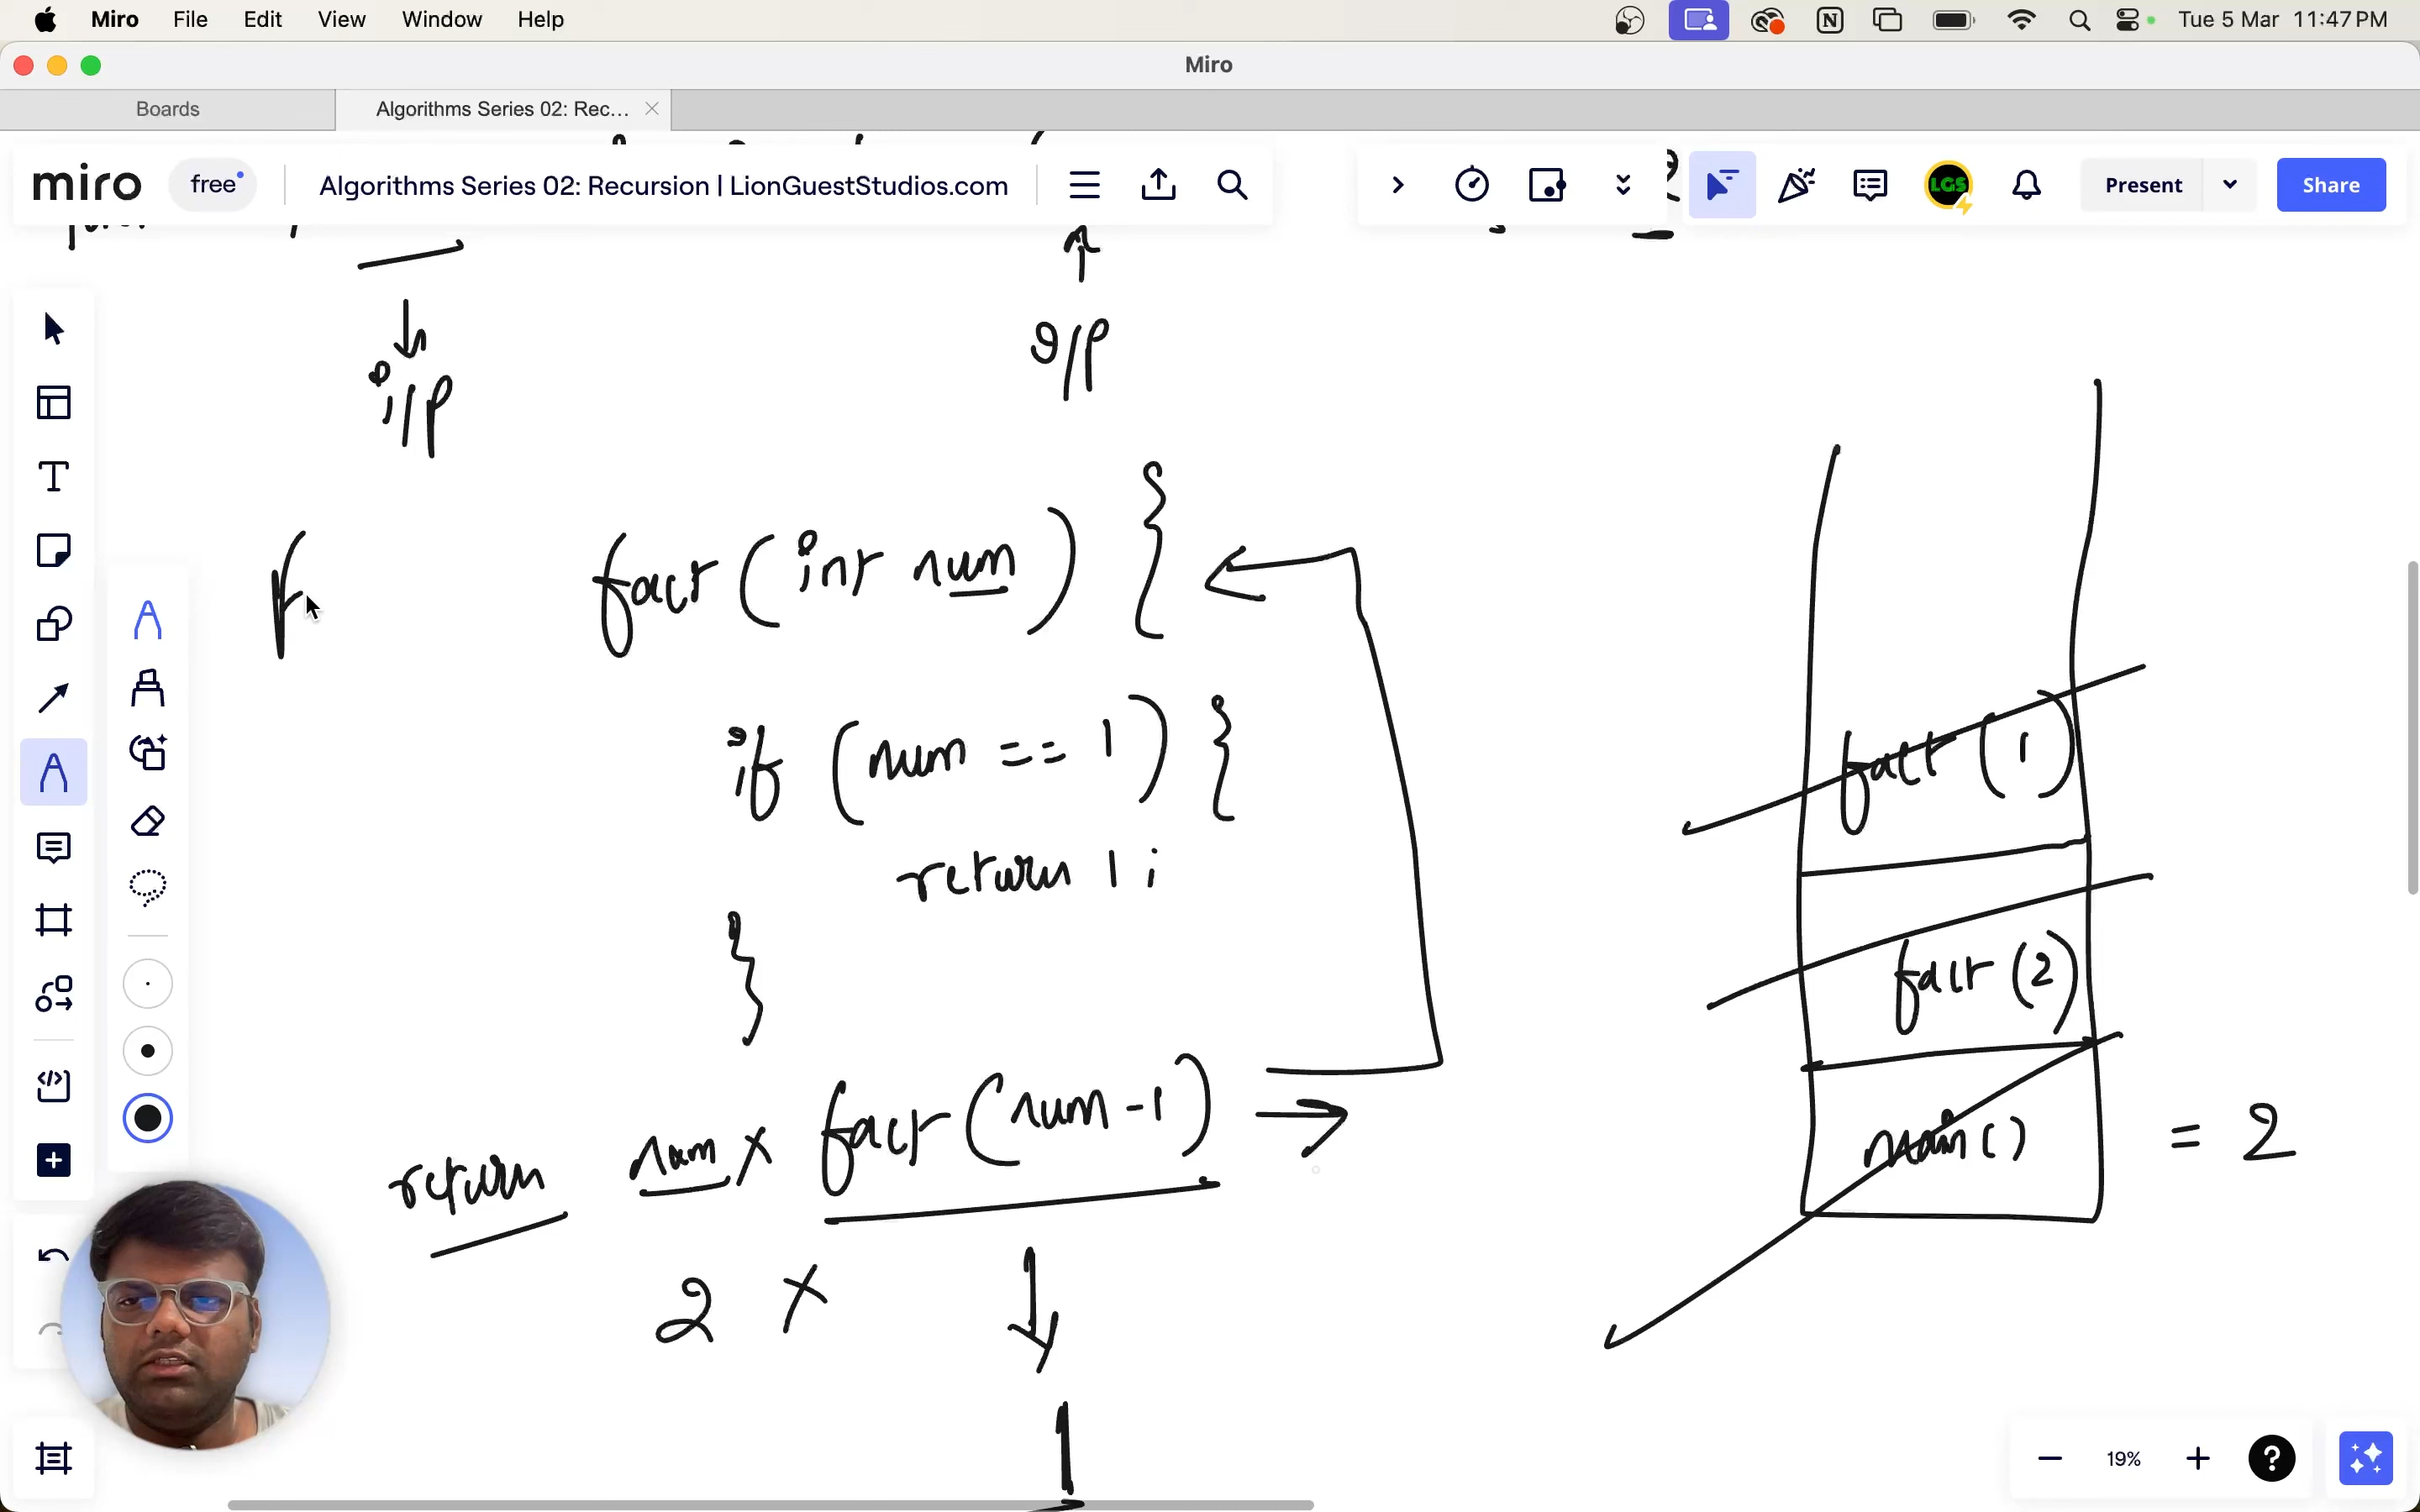 Miro File Edit View Window Help Tue 5 Mar 11:47 PM
Miro
Boards Algorithms Series 02: Rec...
miro free Algorithms Series 02: Recursion | LionGuestStudios.com LGS Present Share
i/p
o/p
f
fact (int num) {
if (num == 1) {
return 1 ;
}
return num x fact (num - 1)
2 x
1
fact (1)
fact (2)
main () = 2
19%